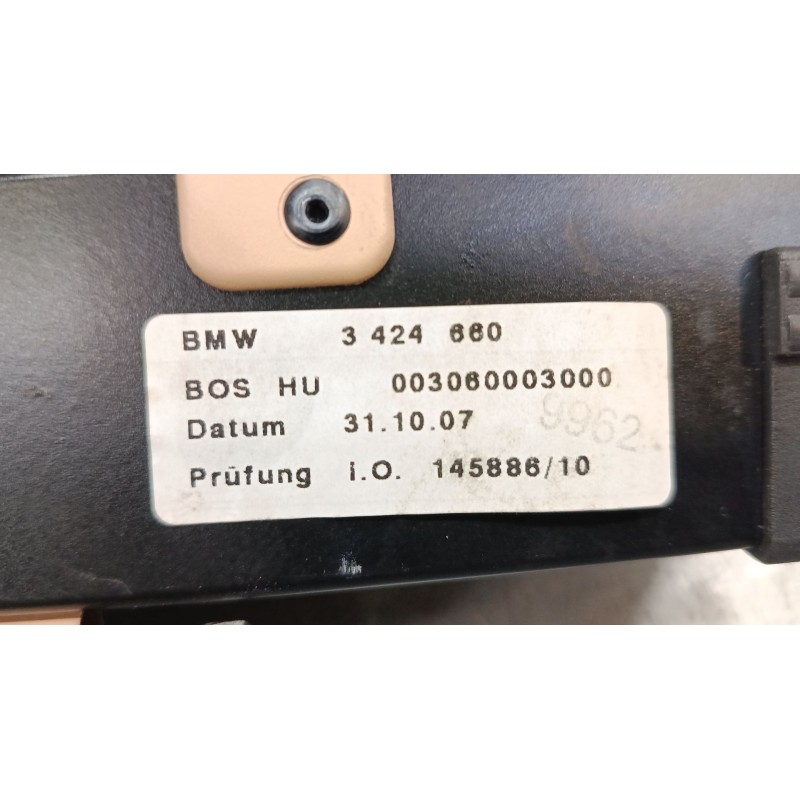 BMW 3 424 660
BOS HU 003060003000
Datum 31.10.07
9962
Prüfung i.O. 145886/10